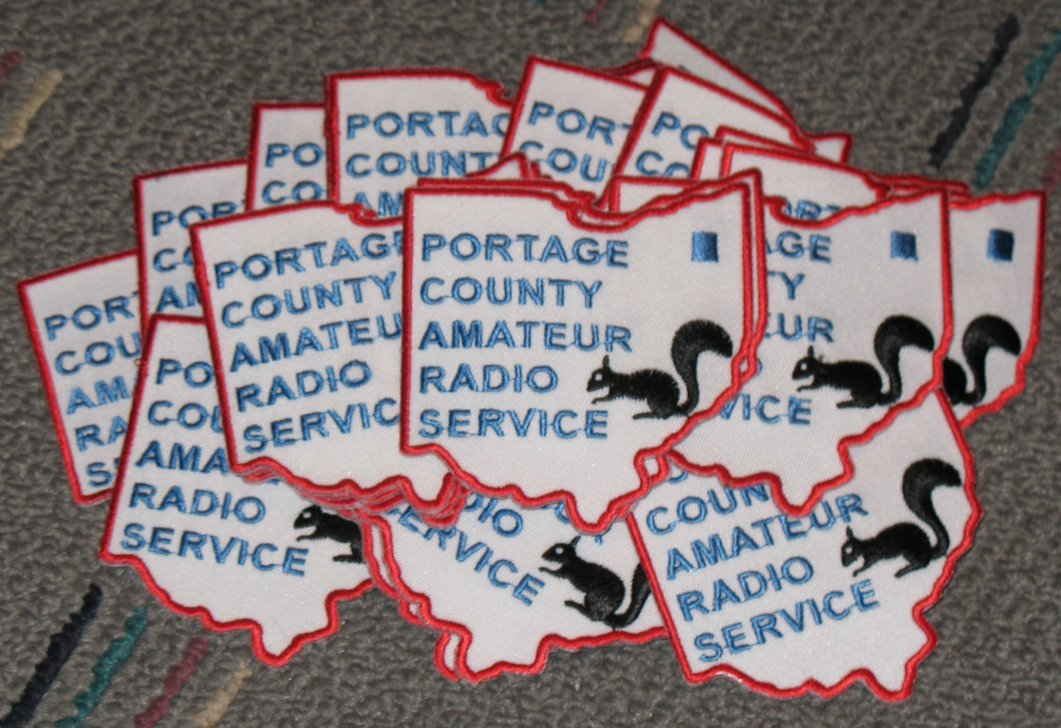 PORTAGE
COUNTY
AMATEUR
RADIO
SERVICE